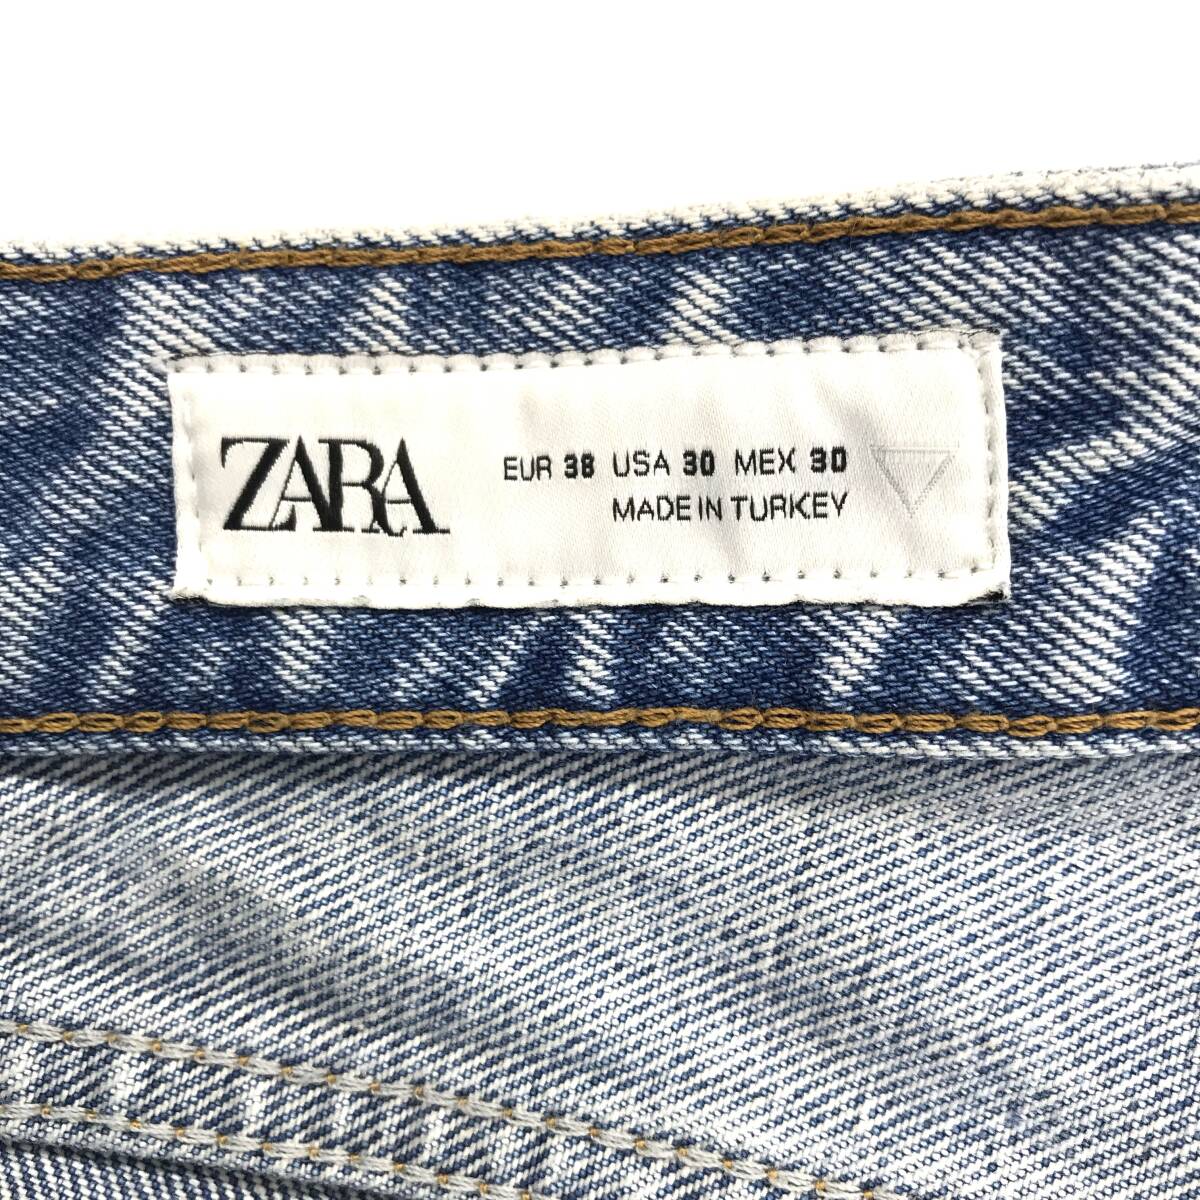 ZARA
EUR 38 USA 30 MEX 30
MADE IN TURKEY